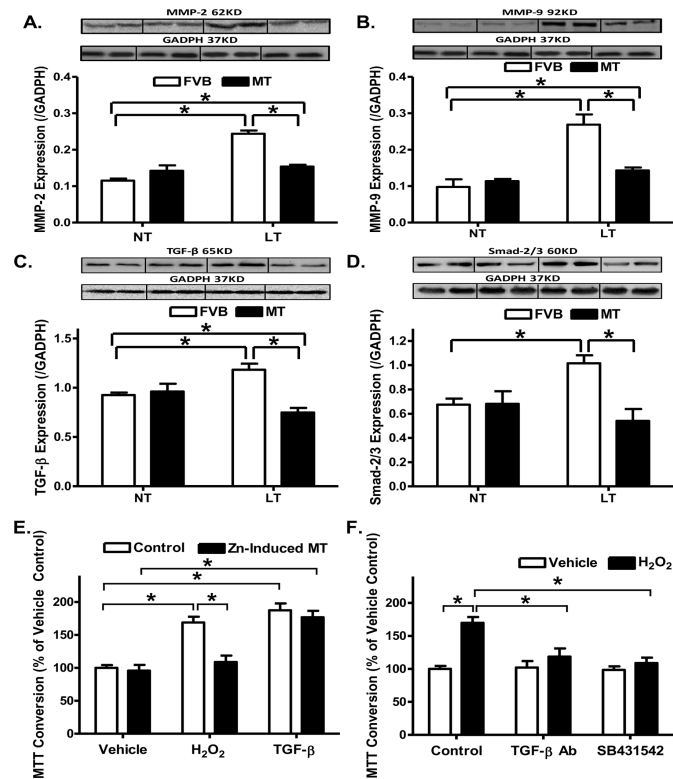 A.
MMP-2 62KD
GADPH 37KD
FVB MT
MMP-2 Expression (/GADPH)
0.4
0.3
0.2
0.1
0.0
* * *
NT LT
B.
MMP-9 92KD
GADPH 37KD
FVB MT
MMP-9 Expression (/GADPH)
0.4
0.3
0.2
0.1
0.0
* * *
NT LT
C.
TGF-β 65KD
GADPH 37KD
FVB MT
TGF-β Expression (/GADPH)
1.5
1.0
0.5
0.0
* * *
NT LT
D.
Smad-2/3 60KD
GADPH 37KD
FVB MT
Smad-2/3 Expression (/GADPH)
1.2
1.0
0.8
0.6
0.4
0.2
0.0
* *
NT LT
E.
Control Zn-Induced MT
MTT Conversion (% of Vehicle Control)
200
150
100
50
0
* * * *
Vehicle H₂O₂ TGF-β
F.
Vehicle H₂O₂
MTT Conversion (% of Vehicle Control)
200
150
100
50
0
* * *
Control TGF-β Ab SB431542